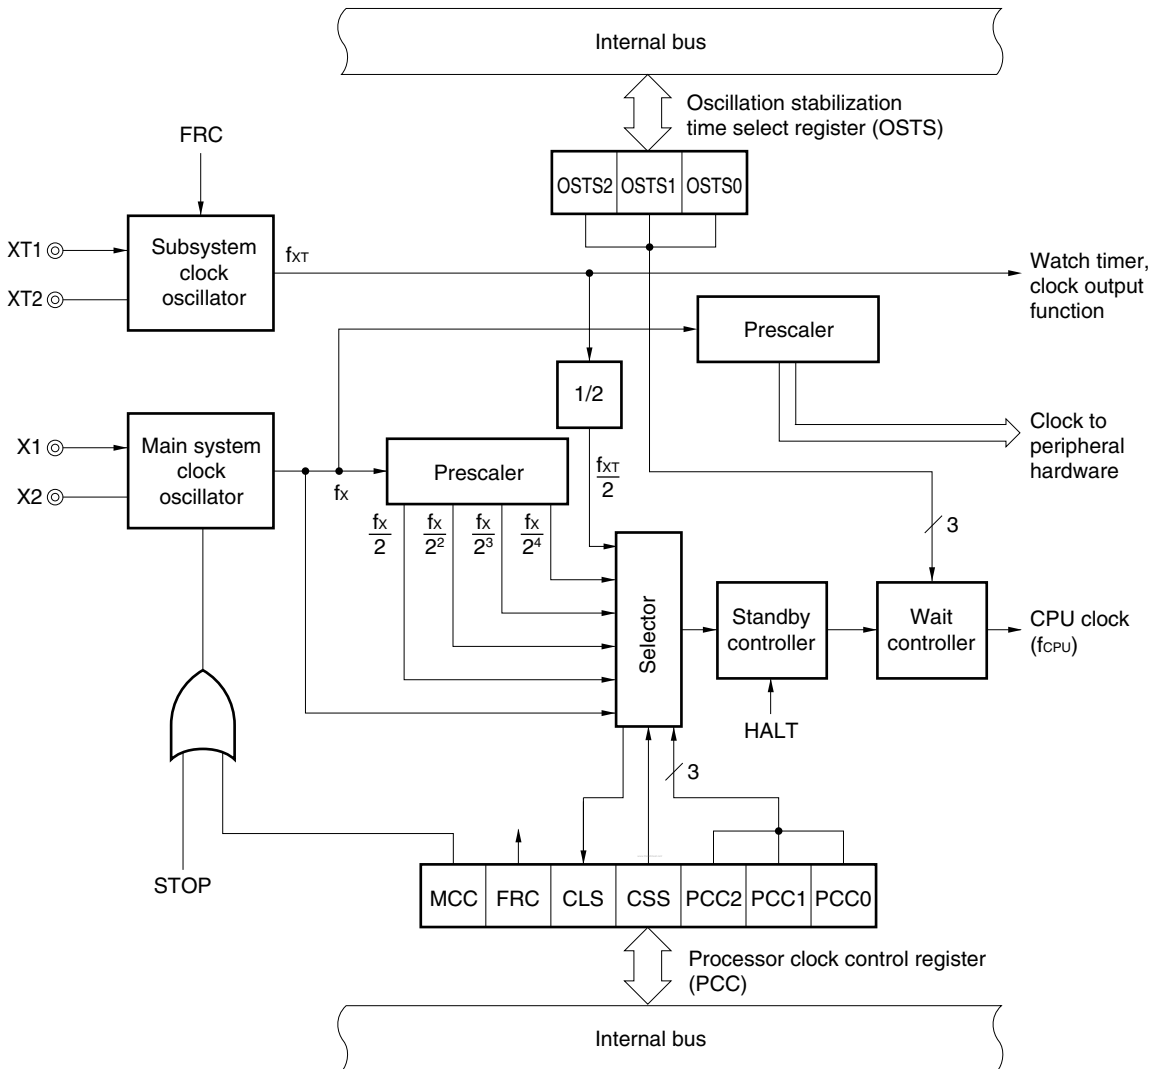 Internal bus
Oscillation stabilization
time select register (OSTS)
FRC
OSTS2 OSTS1 OSTS0
XT1
XT2
Subsystem
clock
oscillator
fXT
Watch timer,
clock output
function
Prescaler
1/2
X1
X2
Main system
clock
oscillator
fX
Prescaler
Clock to
peripheral
hardware
fXT
2
fX
2
fX
2²
fX
2³
fX
2⁴
3
Selector
Standby
controller
Wait
controller
CPU clock
(fCPU)
HALT
3
STOP
MCC FRC CLS CSS PCC2 PCC1 PCC0
Processor clock control register
(PCC)
Internal bus